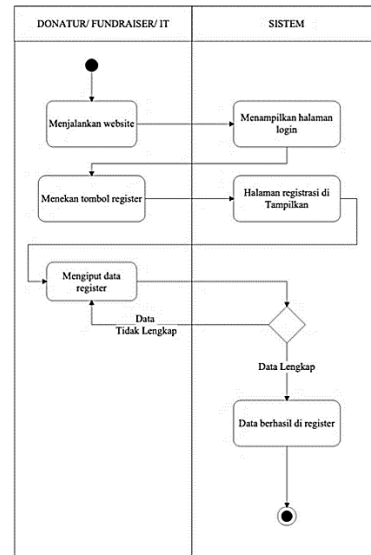 DONATUR/ FUNDRAISER/ IT
SISTEM
Menjalankan website
Menampilkan halaman
login
Menekan tombol register
Halaman registrasi di
Tampilkan
Mengiput data
register
Data
Tidak Lengkap
Data Lengkap
Data berhasil di register